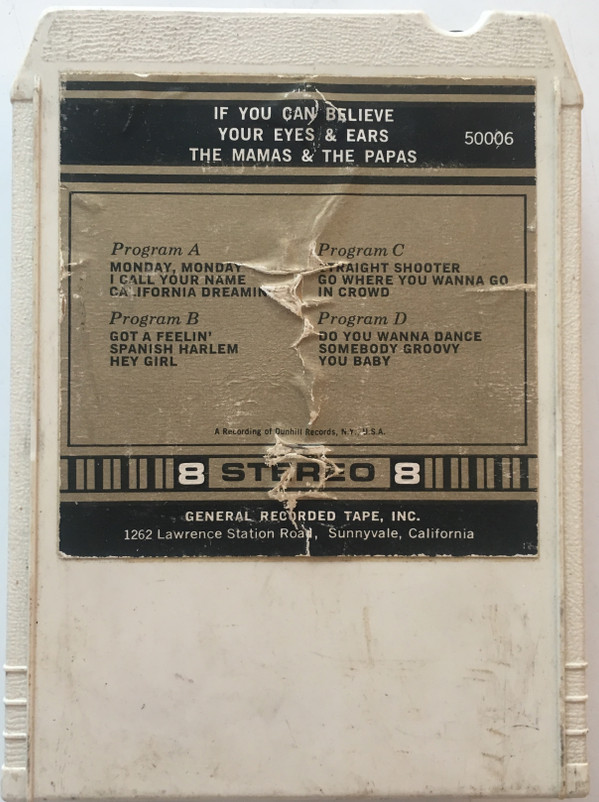 IF YOU CAN BELIEVE
YOUR EYES & EARS
THE MAMAS & THE PAPAS
50006
Program A
MONDAY, MONDAY
I CALL YOUR NAME
CALIFORNIA DREAMIN
Program B
GOT A FEELIN'
SPANISH HARLEM
HEY GIRL
Program C
STRAIGHT SHOOTER
GO WHERE YOU WANNA GO
IN CROWD
Program D
DO YOU WANNA DANCE
SOMEBODY GROOVY
YOU BABY
A Recording of Dunhill Records, N.Y. U.S.A.
8 STEREO 8
GENERAL RECORDED TAPE, INC.
1262 Lawrence Station Road, Sunnyvale, California